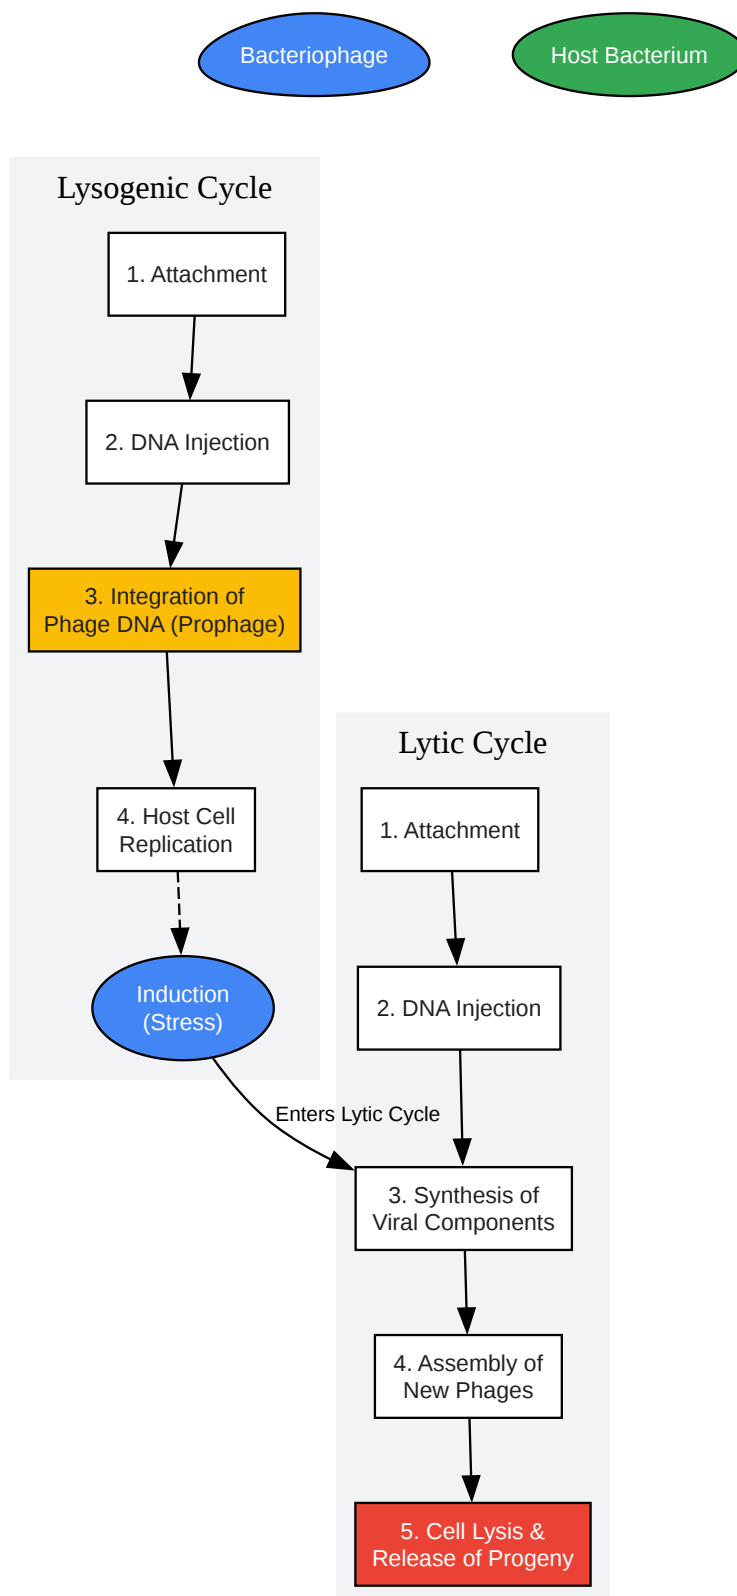 Bacteriophage
Host Bacterium
Lysogenic Cycle
1. Attachment
2. DNA Injection
3. Integration of
Phage DNA (Prophage)
4. Host Cell
Replication
Induction
(Stress)
Enters Lytic Cycle
Lytic Cycle
1. Attachment
2. DNA Injection
3. Synthesis of
Viral Components
4. Assembly of
New Phages
5. Cell Lysis &
Release of Progeny